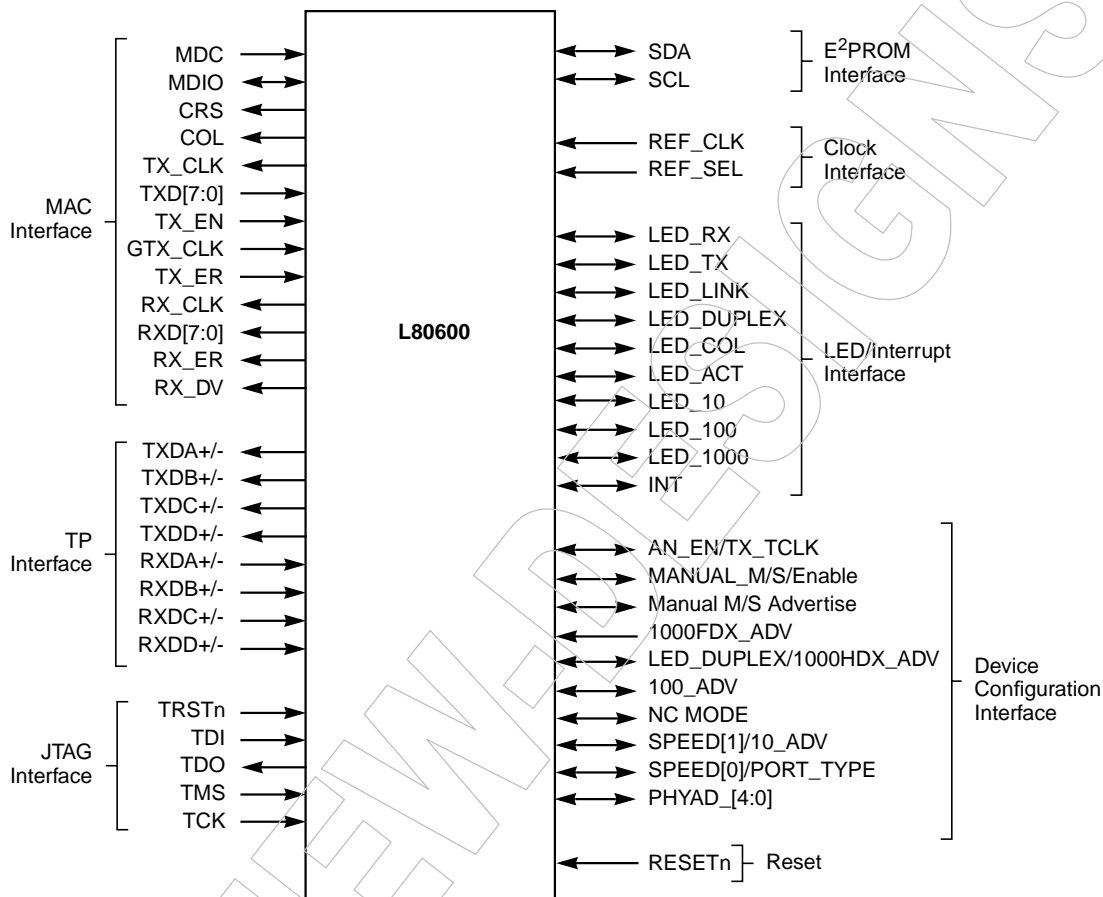 L80600
MAC
Interface
MDC
MDIO
CRS
COL
TX_CLK
TXD[7:0]
TX_EN
GTX_CLK
TX_ER
RX_CLK
RXD[7:0]
RX_ER
RX_DV
TP
Interface
TXDA+/-
TXDB+/-
TXDC+/-
TXDD+/-
RXDA+/-
RXDB+/-
RXDC+/-
RXDD+/-
JTAG
Interface
TRSTn
TDI
TDO
TMS
TCK
SDA
SCL
E2PROM
Interface
REF_CLK
REF_SEL
Clock
Interface
LED_RX
LED_TX
LED_LINK
LED_DUPLEX
LED_COL
LED_ACT
LED_10
LED_100
LED_1000
INT
LED/Interrupt
Interface
AN_EN/TX_TCLK
MANUAL_M/S/Enable
Manual M/S Advertise
1000FDX_ADV
LED_DUPLEX/1000HDX_ADV
100_ADV
NC MODE
SPEED[1]/10_ADV
SPEED[0]/PORT_TYPE
PHYAD_[4:0]
Device
Configuration
Interface
RESETn
Reset
EW-DESIGNS